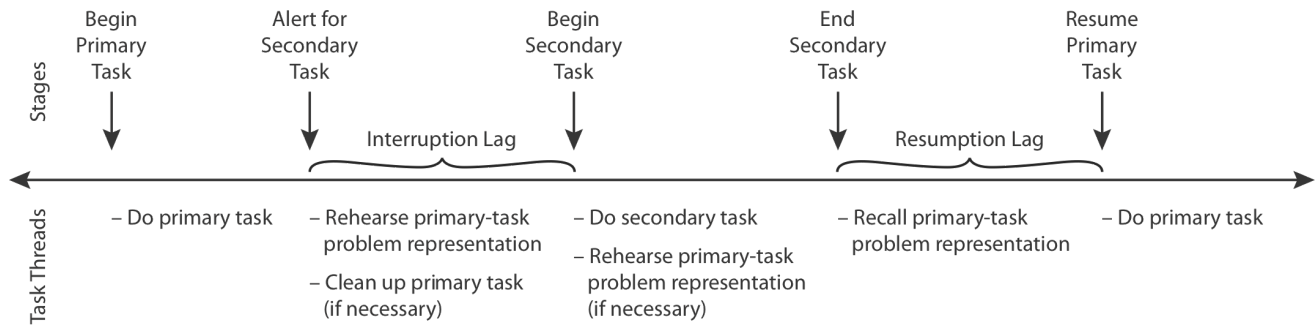 Stages
Begin
Primary
Task
Alert for
Secondary
Task
Begin
Secondary
Task
End
Secondary
Task
Resume
Primary
Task
Interruption Lag
Resumption Lag
Task Threads
– Do primary task
– Rehearse primary-task
problem representation
– Clean up primary task
(if necessary)
– Do secondary task
– Rehearse primary-task
problem representation
(if necessary)
– Recall primary-task
problem representation
– Do primary task